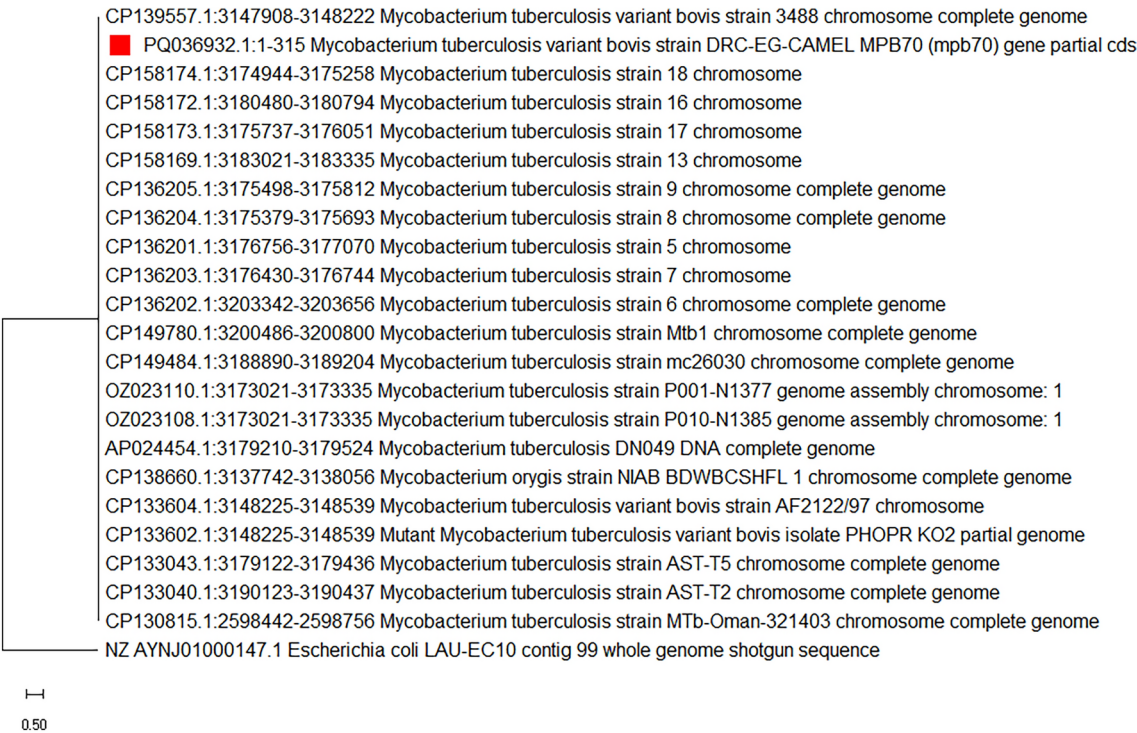 CP139557.1:3147908-3148222 Mycobacterium tuberculosis variant bovis strain 3488 chromosome complete genome
PQ036932.1:1-315 Mycobacterium tuberculosis variant bovis strain DRC-EG-CAMEL MPB70 (mpb70) gene partial cds
CP158174.1:3174944-3175258 Mycobacterium tuberculosis strain 18 chromosome
CP158172.1:3180480-3180794 Mycobacterium tuberculosis strain 16 chromosome
CP158173.1:3175737-3176051 Mycobacterium tuberculosis strain 17 chromosome
CP158169.1:3183021-3183335 Mycobacterium tuberculosis strain 13 chromosome
CP136205.1:3175498-3175812 Mycobacterium tuberculosis strain 9 chromosome complete genome
CP136204.1:3175379-3175693 Mycobacterium tuberculosis strain 8 chromosome complete genome
CP136201.1:3176756-3177070 Mycobacterium tuberculosis strain 5 chromosome
CP136203.1:3176430-3176744 Mycobacterium tuberculosis strain 7 chromosome
CP136202.1:3203342-3203656 Mycobacterium tuberculosis strain 6 chromosome complete genome
CP149780.1:3200486-3200800 Mycobacterium tuberculosis strain Mtb1 chromosome complete genome
CP149484.1:3188890-3189204 Mycobacterium tuberculosis strain mc26030 chromosome complete genome
OZ023110.1:3173021-3173335 Mycobacterium tuberculosis strain P001-N1377 genome assembly chromosome: 1
OZ023108.1:3173021-3173335 Mycobacterium tuberculosis strain P010-N1385 genome assembly chromosome: 1
AP024454.1:3179210-3179524 Mycobacterium tuberculosis DN049 DNA complete genome
CP138660.1:3137742-3138056 Mycobacterium orygis strain NIAB BDWBCSHFL 1 chromosome complete genome
CP133604.1:3148225-3148539 Mycobacterium tuberculosis variant bovis strain AF2122/97 chromosome
CP133602.1:3148225-3148539 Mutant Mycobacterium tuberculosis variant bovis isolate PHOPR KO2 partial genome
CP133043.1:3179122-3179436 Mycobacterium tuberculosis strain AST-T5 chromosome complete genome
CP133040.1:3190123-3190437 Mycobacterium tuberculosis strain AST-T2 chromosome complete genome
CP130815.1:2598442-2598756 Mycobacterium tuberculosis strain MTb-Oman-321403 chromosome complete genome
NZ AYNJ01000147.1 Escherichia coli LAU-EC10 contig 99 whole genome shotgun sequence
0.50